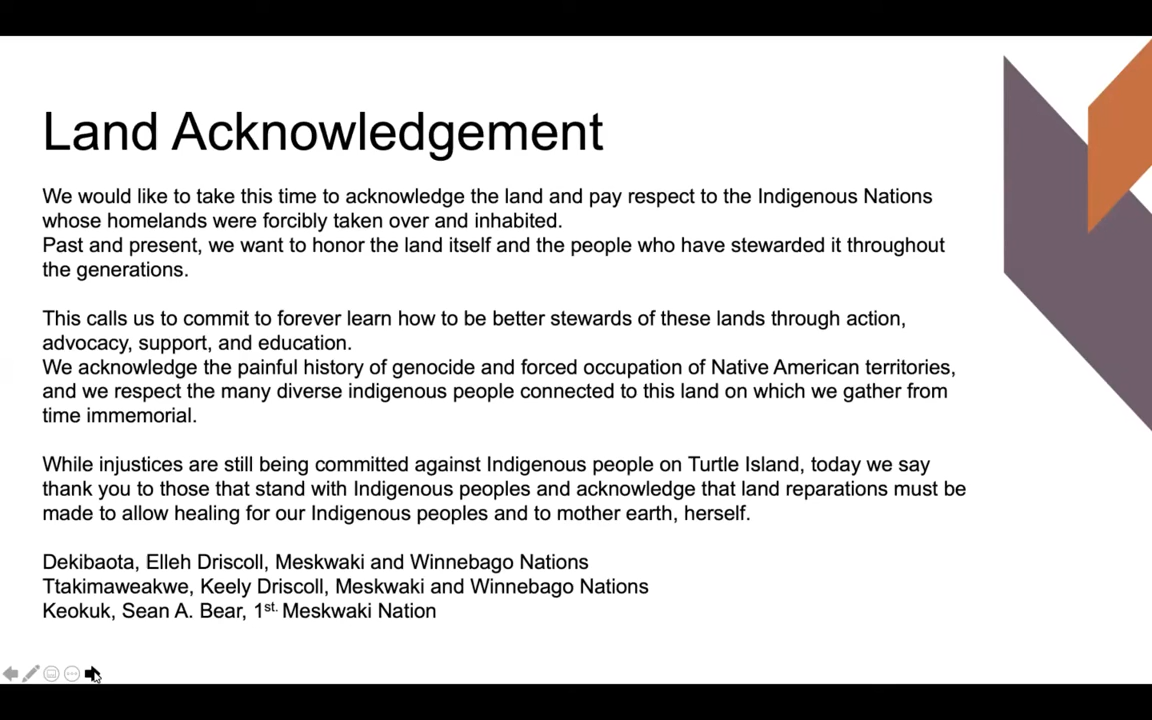 Land Acknowledgement
We would like to take this time to acknowledge the land and pay respect to the Indigenous Nations
whose homelands were forcibly taken over and inhabited.
Past and present, we want to honor the land itself and the people who have stewarded it throughout
the generations.
This calls us to commit to forever learn how to be better stewards of these lands through action,
advocacy, support, and education.
We acknowledge the painful history of genocide and forced occupation of Native American territories,
and we respect the many diverse indigenous people connected to this land on which we gather from
time immemorial.
While injustices are still being committed against Indigenous people on Turtle Island, today we say
thank you to those that stand with Indigenous peoples and acknowledge that land reparations must be
made to allow healing for our Indigenous peoples and to mother earth, herself.
Dekibaota, Elleh Driscoll, Meskwaki and Winnebago Nations
Ttakimaweakwe, Keely Driscoll, Meskwaki and Winnebago Nations
Keokuk, Sean A. Bear, 1st. Meskwaki Nation